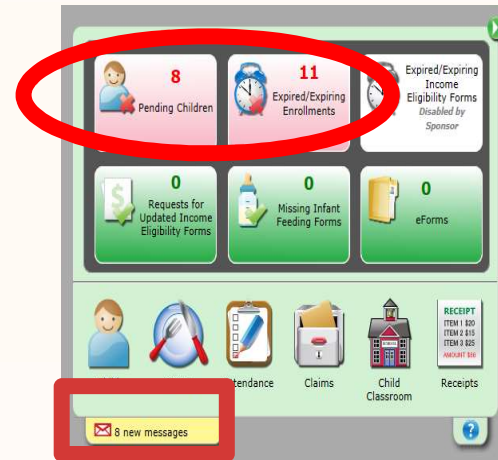 8
Pending Children
11
Expired/Expiring
Enrollments
Expired/Expiring
Income
Eligibility Forms
Disabled by
Sponsor
0
Requests for
Updated Income
Eligibility Forms
0
Missing Infant
Feeding Forms
0
eForms
RECEIPT
ITEM 1 $20
ITEM 2 $15
ITEM 3 $25
AMOUNT $60
Claims
Child
Classroom
Receipts
8 new messages
?